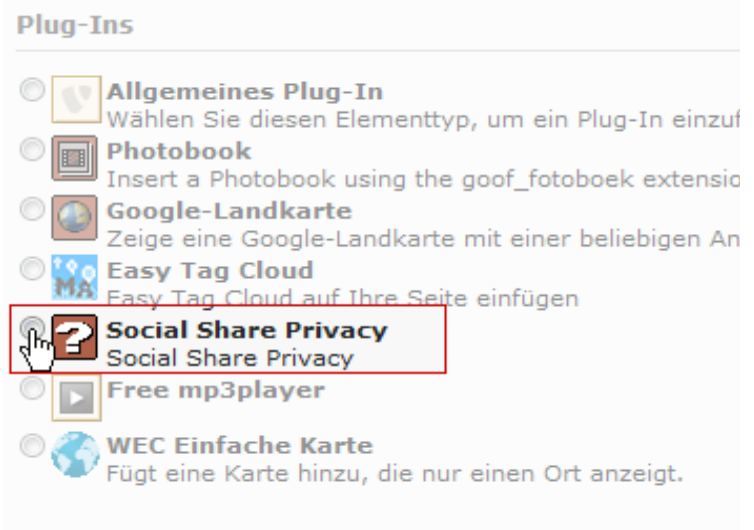 Plug-Ins
Allgemeines Plug-In
Wählen Sie diesen Elementtyp, um ein Plug-In
Photobook
Insert a Photobook using the goof_fotoboek
Google-Landkarte
Zeige eine Google-Landkarte mit einer beliebigen
Easy Tag Cloud
Easy Tag Cloud auf Ihre Seite einfügen
Social Share Privacy
Social Share Privacy
Free mp3player
WEC Einfache Karte
Fügt eine Karte hinzu, die nur einen Ort anzeigt.